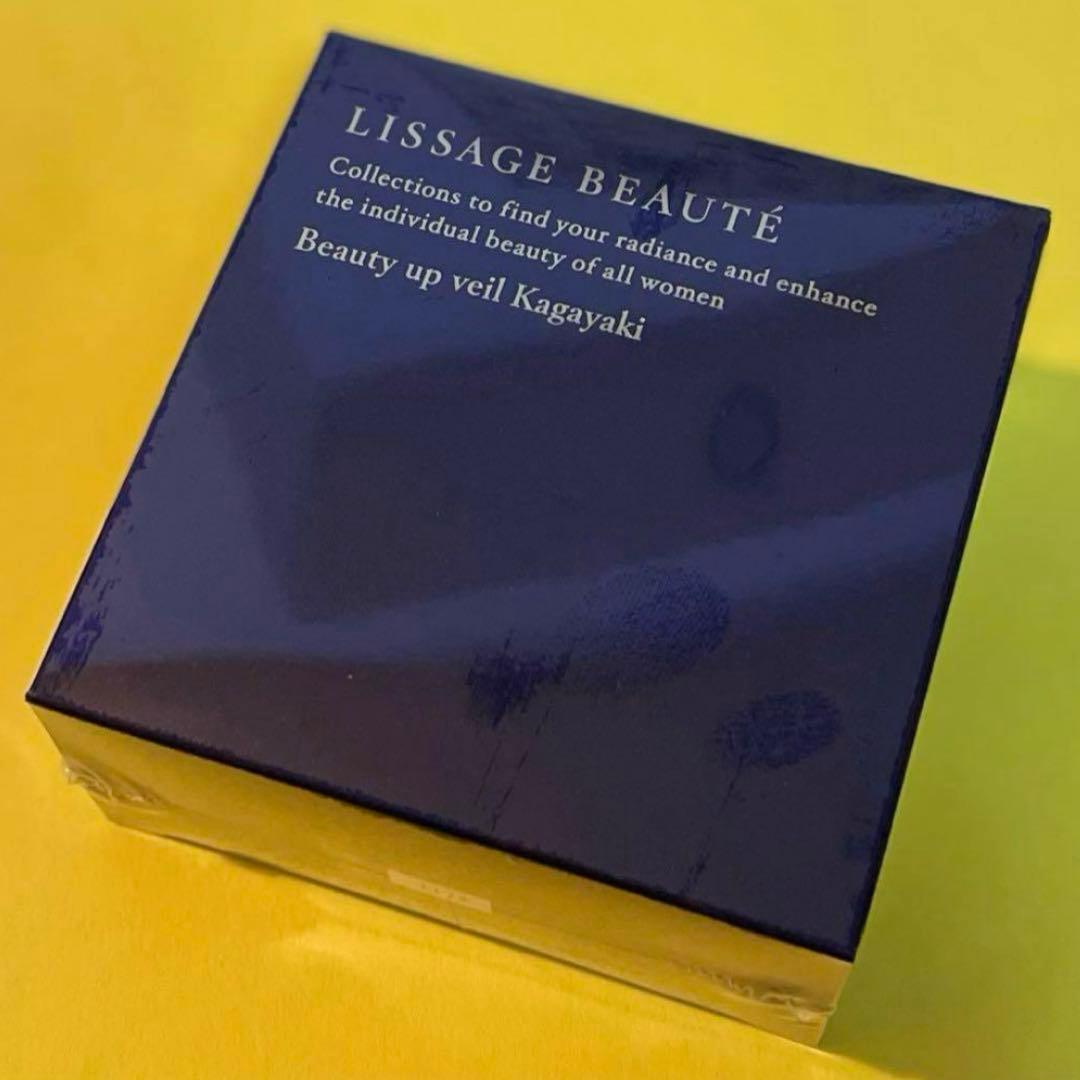 LISSAGE BEAUTÉ
Collections to find your radiance and enhance
the individual beauty of all women
Beauty up veil Kagayaki